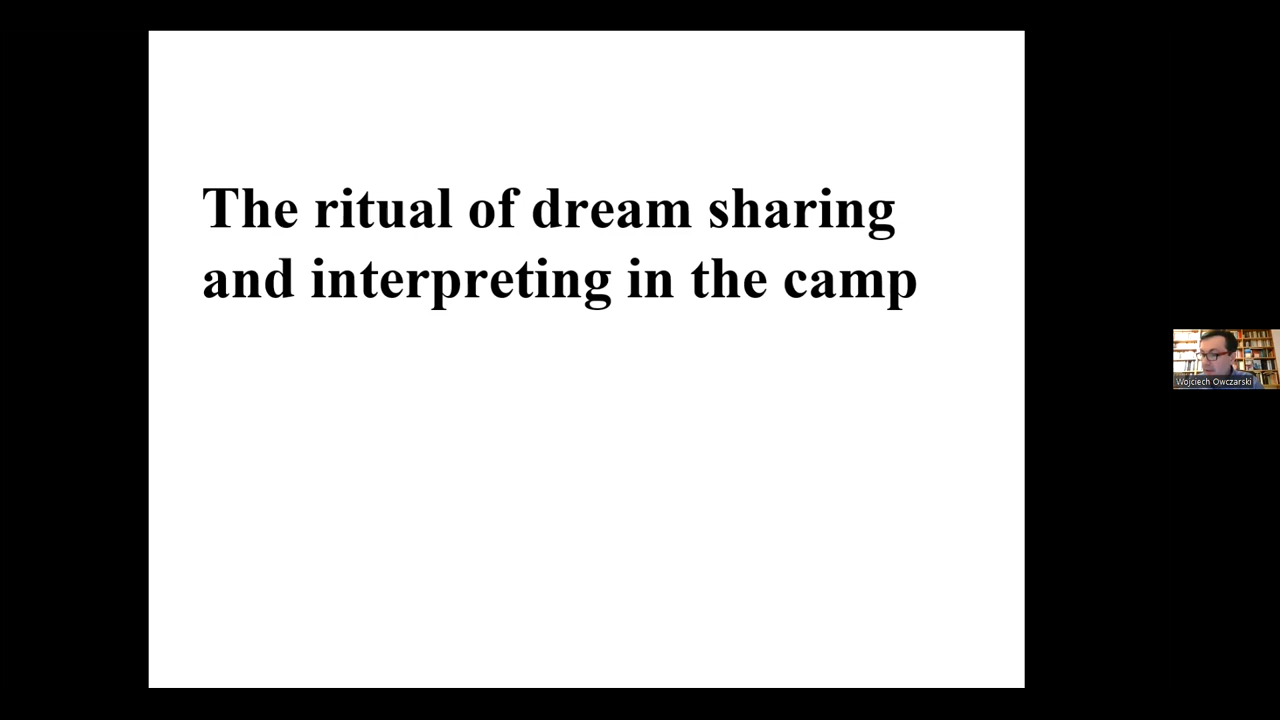 The ritual of dream sharing
and interpreting in the camp
Wojciech Owczarski